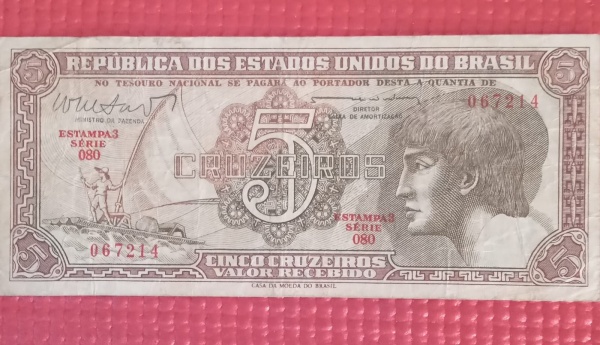 5 REPÚBLICA DOS ESTADOS UNIDOS DO BRASIL 5
NO TESOURO NACIONAL SE PAGARÁ AO PORTADOR DESTA A QUANTIA DE
067214
MINISTRO DA FAZENDA
DIRETOR
CAIXA DE AMORTIZAÇÃO
ESTAMPA 3
SÉRIE
080
5
CRUZEIROS
ESTAMPA 3
SÉRIE
080
067214
5 CINCO CRUZEIROS 5
VALOR RECEBIDO
CASA DA MOEDA DO BRASIL